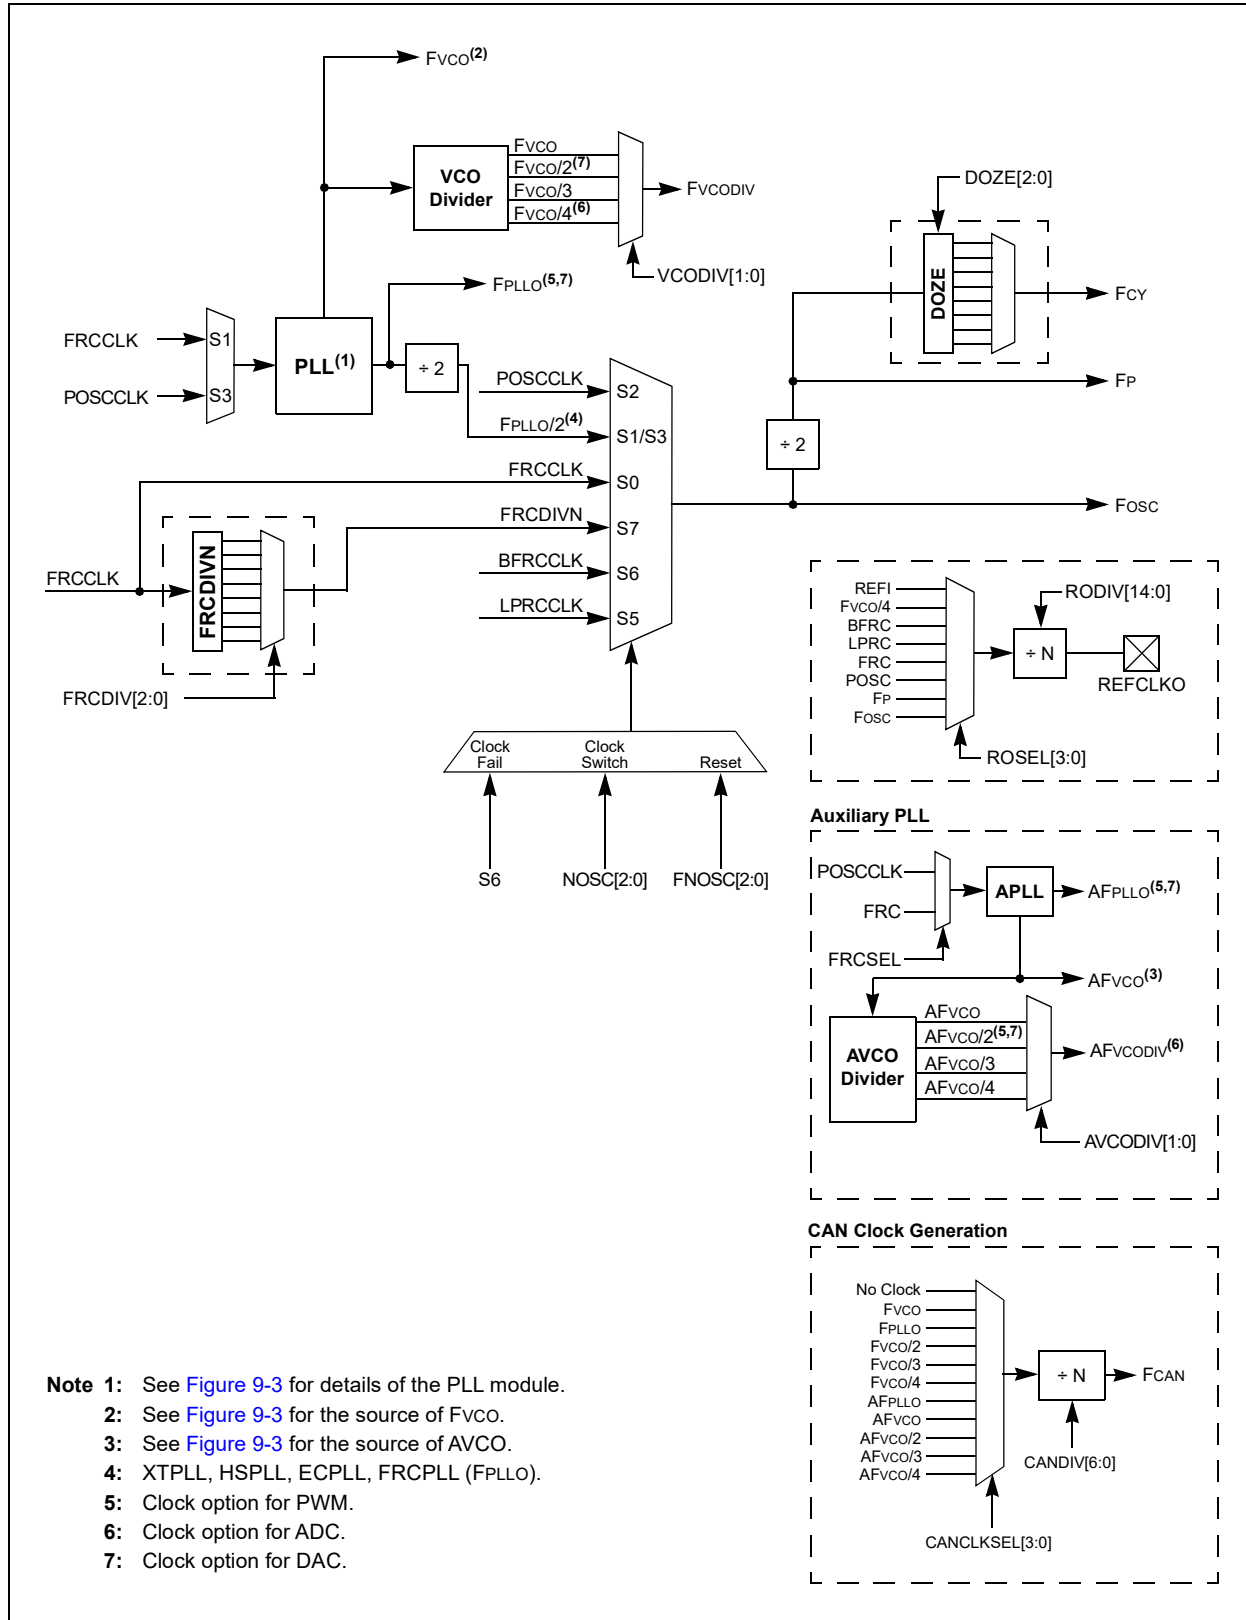 FVCO(2)
VCO
Divider
FVCO
FVCO/2(7)
FVCO/3
FVCO/4(6)
FVCODIV
VCODIV[1:0]
DOZE[2:0]
DOZE
FCY
FPLLO(5,7)
FRCCLK
POSCCLK
S1
S3
PLL(1)
÷ 2
POSCCLK
FPLLO/2(4)
FRCCLK
FRCDIVN
BFRCCLK
LPRCCLK
S2
S1/S3
S0
S7
S6
S5
FP
÷ 2
FOSC
FRCCLK
FRCDIVN
FRCDIV[2:0]
Clock
Fail
Clock
Switch
Reset
S6
NOSC[2:0]
FNOSC[2:0]
REFI
FVCO/4
BFRC
LPRC
FRC
POSC
FP
FOSC
RODIV[14:0]
÷ N
REFCLKO
ROSEL[3:0]
Auxiliary PLL
POSCCLK
FRC
FRCSEL
APLL
AFPLLO(5,7)
AFVCO(3)
AVCO
Divider
AFVCO
AFVCO/2(5,7)
AFVCO/3
AFVCO/4
AFVCODIV(6)
AVCODIV[1:0]
CAN Clock Generation
No Clock
FVCO
FPLLO
FVCO/2
FVCO/3
FVCO/4
AFPLLO
AFVCO
AFVCO/2
AFVCO/3
AFVCO/4
÷ N
FCAN
CANDIV[6:0]
CANCLKSEL[3:0]
Note 1: See Figure 9-3 for details of the PLL module.
2: See Figure 9-3 for the source of FVCO.
3: See Figure 9-3 for the source of AVCO.
4: XTPLL, HSPLL, ECPLL, FRCPLL (FPLLO).
5: Clock option for PWM.
6: Clock option for ADC.
7: Clock option for DAC.